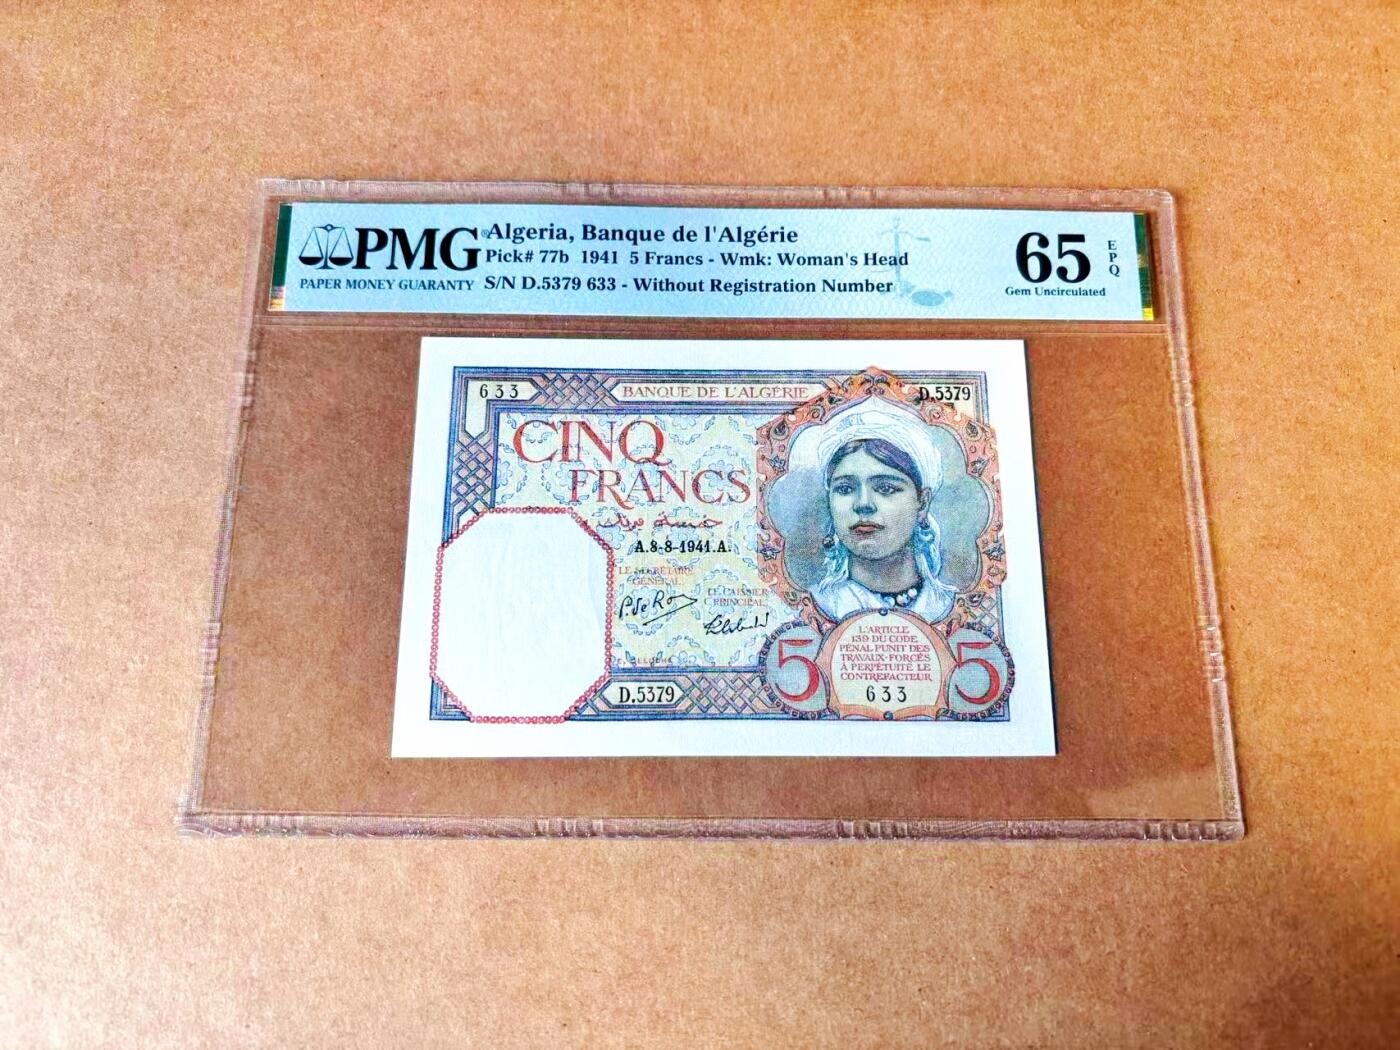 PMG
PAPER MONEY GUARANTY
Algeria, Banque de l'Algérie
Pick# 77b 1941 5 Francs - Wmk: Woman's Head
S/N D.5379 633 - Without Registration Number
65
EPQ
Gem Uncirculated
633
BANQUE DE L'ALGÉRIE
D.5379
CINQ
FRANCS
خمسة فرنك
A.8-8-1941.A.
LE SECRÉTAIRE
GÉNÉRAL,
LE CAISSIER
PRINCIPAL,
D.5379
5
L'ARTICLE
139 DU CODE
PÉNAL PUNIT DES
TRAVAUX-FORCÉS
À PERPÉTUITÉ LE
CONTREFACTEUR
633
5